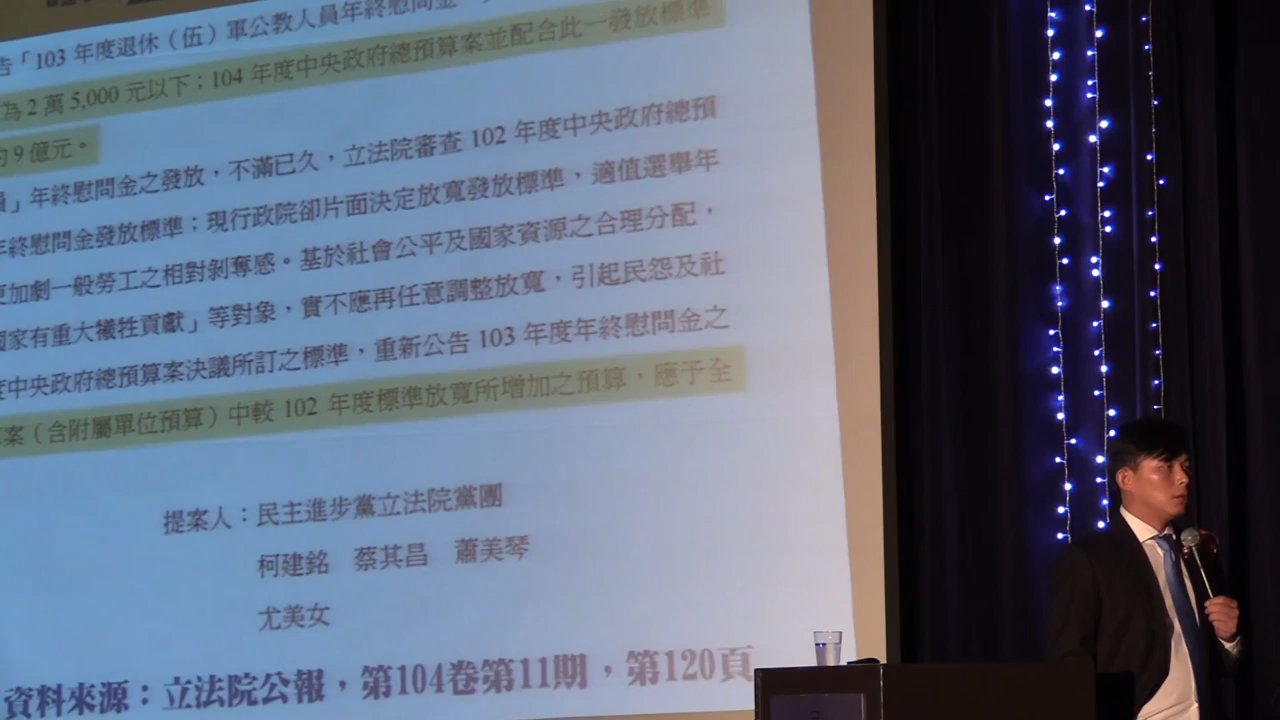 告「103 年度退休（伍）軍公教人員年終慰問金
為 2 萬 5,000 元以下；104 年度中央政府總預算案並配合此一發放標準
約 9 億元。
員」年終慰問金之發放，不滿已久，立法院審查 102 年度中央政府總預
年終慰問金發放標準；現行政院卻片面決定放寬發放標準，適值選舉年
更加劇一般勞工之相對剝奪感。基於社會公平及國家資源之合理分配，
國家有重大犧牲貢獻」等對象，實不應再任意調整放寬，引起民怨及社
度中央政府總預算案決議所訂之標準，重新公告 103 年度年終慰問金之
案（含附屬單位預算）中較 102 年度標準放寬所增加之預算，應予全
提案人：民主進步黨立法院黨團
柯建銘 蔡其昌 蕭美琴
尤美女
資料來源：立法院公報，第104卷第11期，第120頁